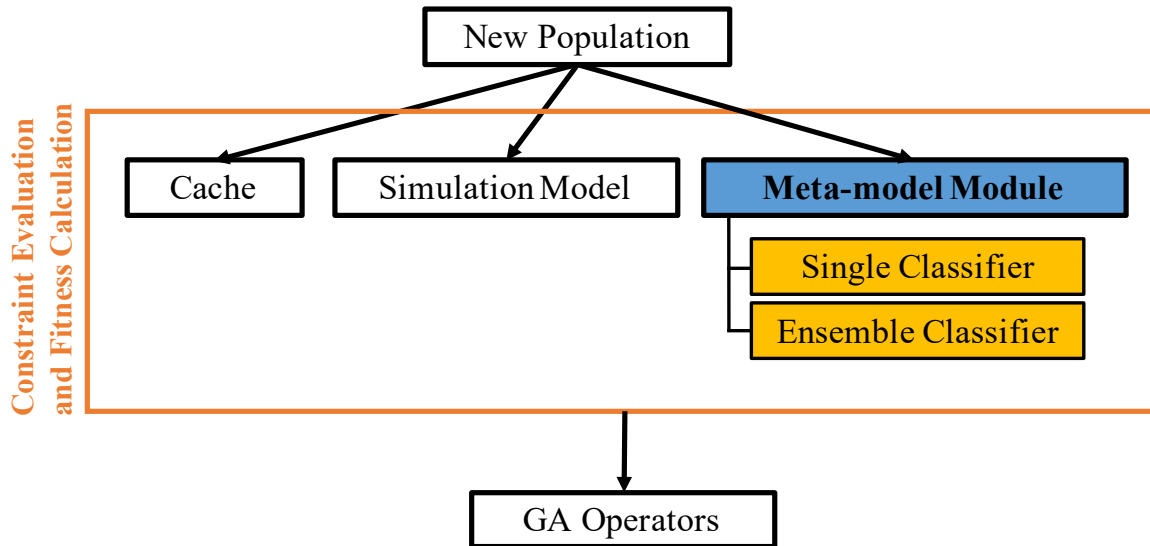 New Population
Constraint Evaluation
and Fitness Calculation
Cache
Simulation Model
Meta-model Module
Single Classifier
Ensemble Classifier
GA Operators